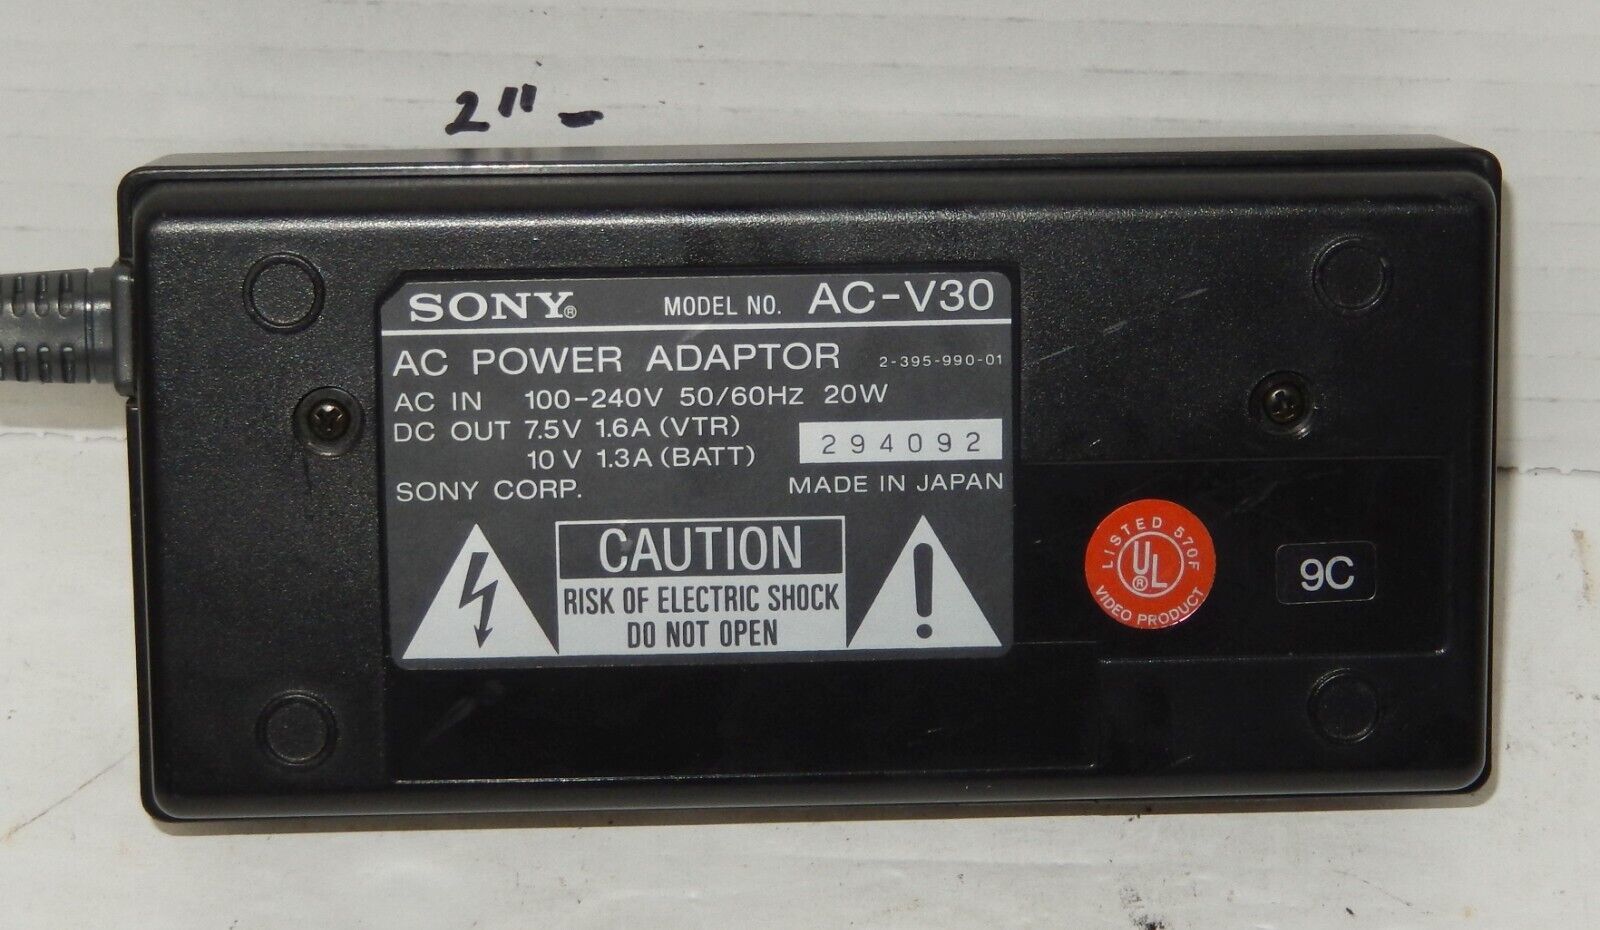 2"-
SONY®
MODEL NO. AC-V30
AC POWER ADAPTOR 2-395-990-01
AC IN 100-240V 50/60Hz 20W
DC OUT 7.5V 1.6A (VTR)
10 V 1.3A (BATT)
294092
SONY CORP. MADE IN JAPAN
CAUTION
RISK OF ELECTRIC SHOCK
DO NOT OPEN
LISTED 570F
UL®
VIDEO PRODUCT
9C